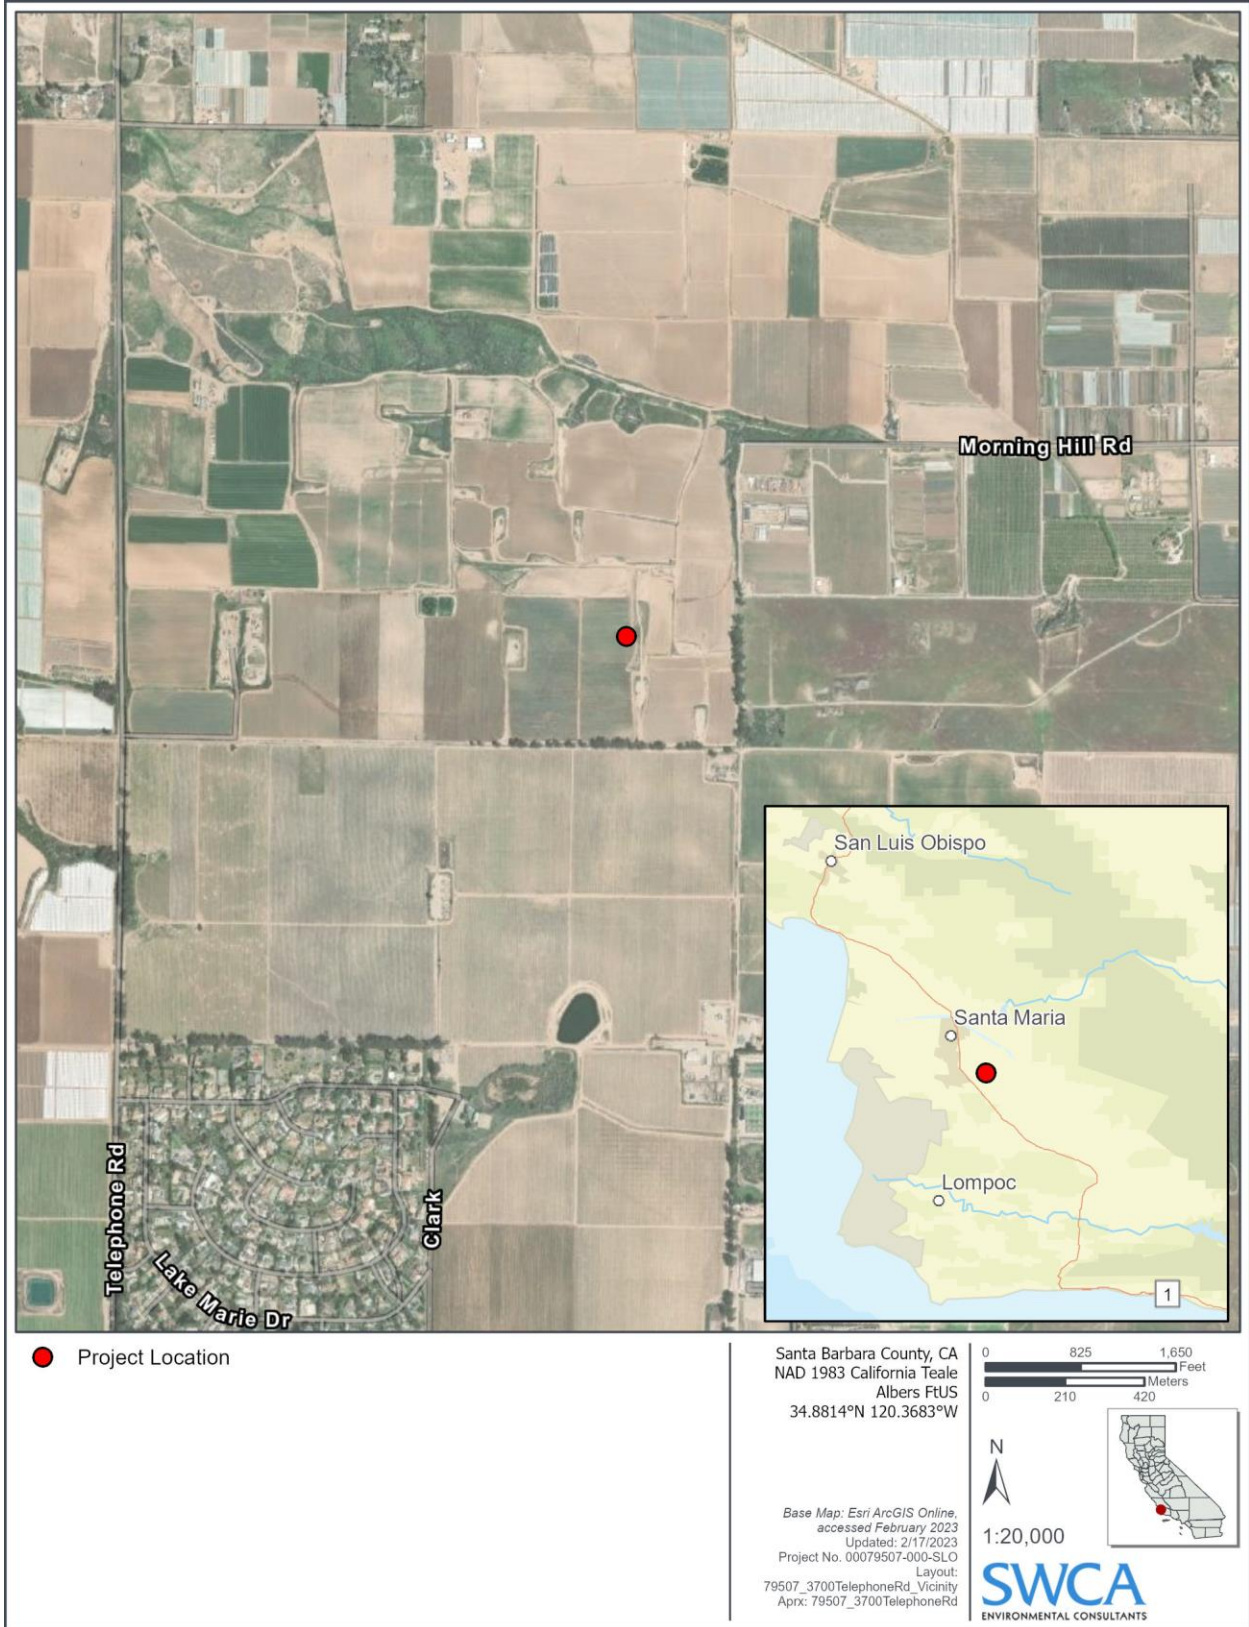 Morning Hill Rd
San Luis Obispo
Santa Maria
Lompoc
1
Telephone Rd
Clark
Lake Marie Dr
Project Location
Santa Barbara County, CA
NAD 1983 California Teale
Albers FtUS
34.8814°N 120.3683°W
Base Map: Esri ArcGIS Online,
accessed February 2023
Updated: 2/17/2023
Project No. 00079507-000-SLO
Layout:
79507_3700TelephoneRd_Vicinity
Aprx: 79507_3700TelephoneRd
0 825 1,650
Feet
Meters
0 210 420
N
1:20,000
SWCA
ENVIRONMENTAL CONSULTANTS